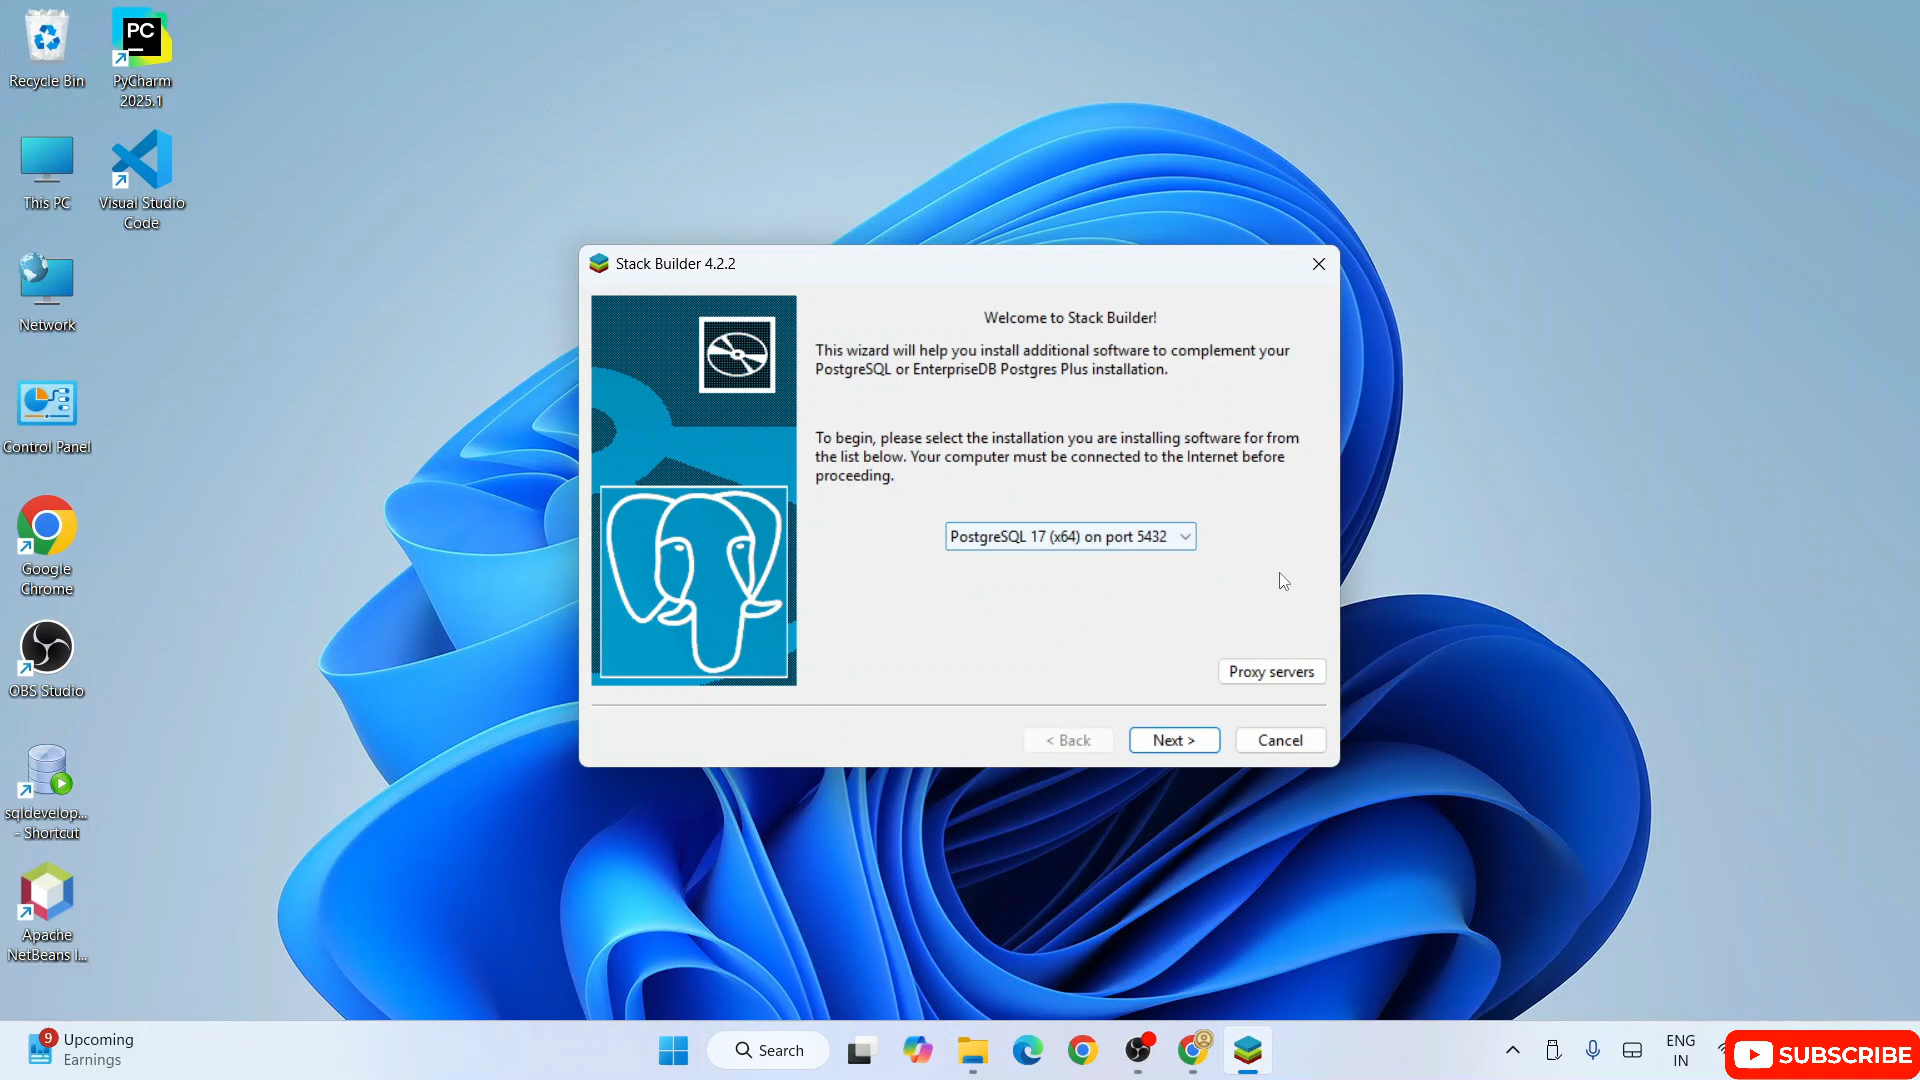 Recycle Bin
PC
PyCharm
2025.1
This PC
Visual Studio
Code
Network
Control Panel
Google
Chrome
OBS Studio
sqldevelop...
- Shortcut
Apache
NetBeans I...
Stack Builder 4.2.2
Welcome to Stack Builder!
This wizard will help you install additional software to complement your
PostgreSQL or EnterpriseDB Postgres Plus installation.
To begin, please select the installation you are installing software for from
the list below. Your computer must be connected to the Internet before
proceeding.
PostgreSQL 17 (x64) on port 5432
Proxy servers
< Back
Next >
Cancel
9
Upcoming
Earnings
Search
ENG
IN
SUBSCRIBE